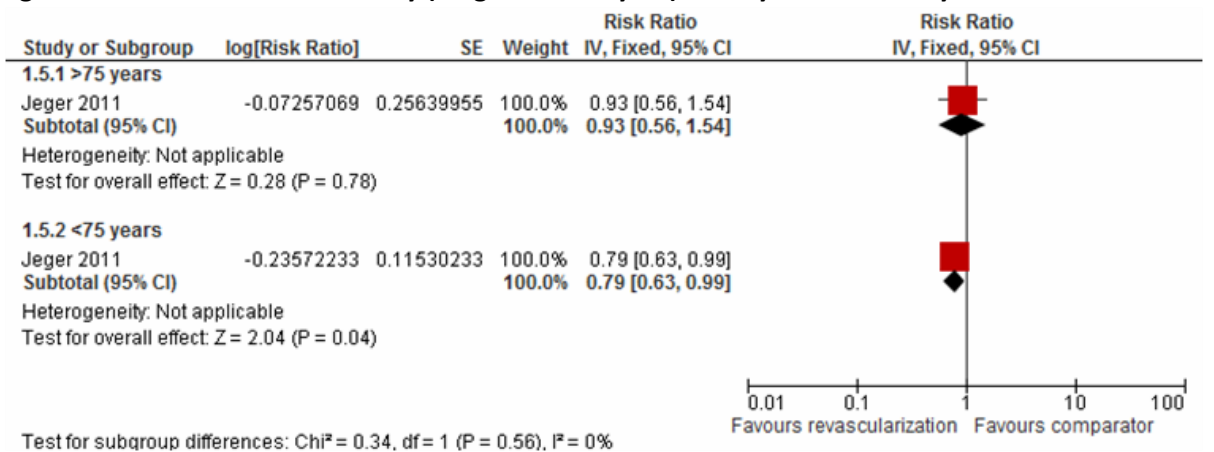 Risk Ratio Risk Ratio
Study or Subgroup log[Risk Ratio] SE Weight IV, Fixed, 95% CI IV, Fixed, 95% CI
1.5.1 >75 years
Jeger 2011 -0.07257069 0.25639955 100.0% 0.93 [0.56, 1.54]
Subtotal (95% CI) 100.0% 0.93 [0.56, 1.54]
Heterogeneity: Not applicable
Test for overall effect: Z = 0.28 (P = 0.78)
1.5.2 <75 years
Jeger 2011 -0.23572233 0.11530233 100.0% 0.79 [0.63, 0.99]
Subtotal (95% CI) 100.0% 0.79 [0.63, 0.99]
Heterogeneity: Not applicable
Test for overall effect: Z = 2.04 (P = 0.04)
0.01 0.1 1 10 100
Favours revascularization Favours comparator
Test for subgroup differences: Chi² = 0.34, df = 1 (P = 0.56), I² = 0%